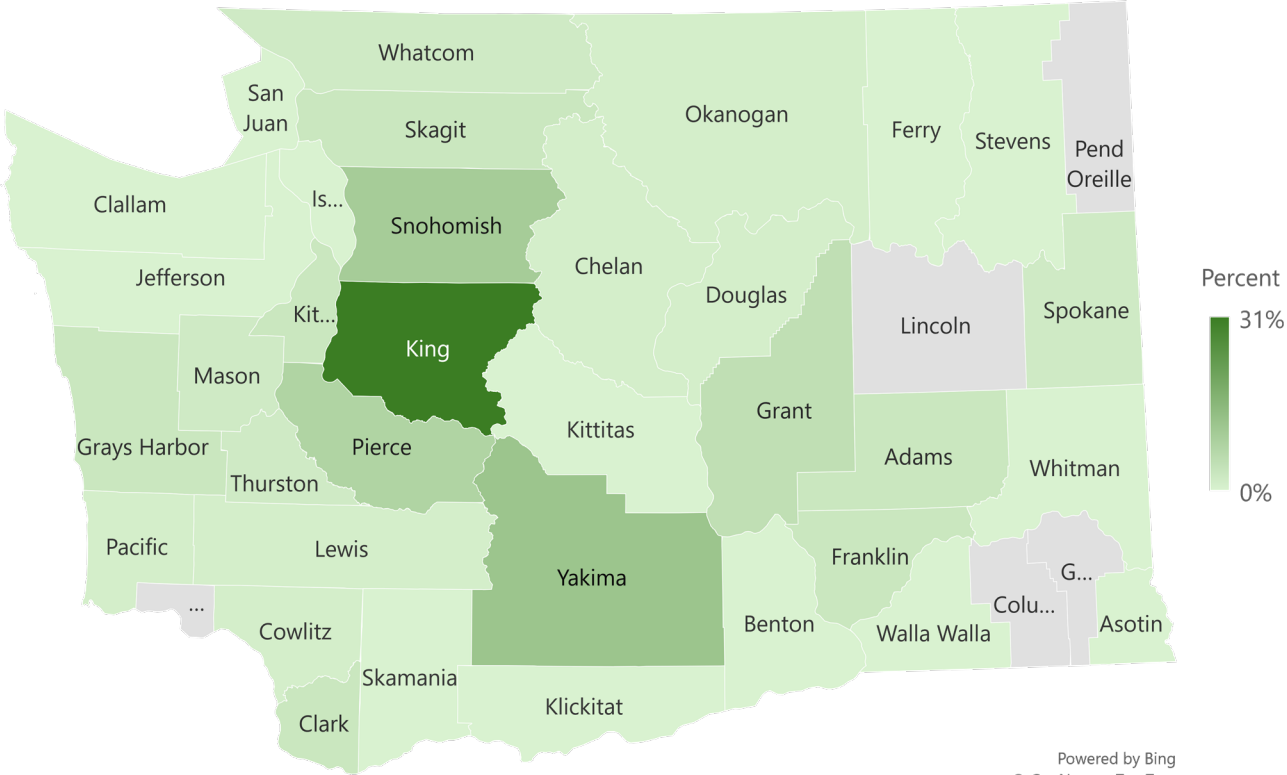 Whatcom
San
Juan
Skagit
Okanogan
Ferry
Stevens
Pend
Oreille
Clallam
Is...
Snohomish
Chelan
Jefferson
Douglas
Percent
31%
0%
Kit...
King
Lincoln
Spokane
Mason
Grant
Kittitas
Grays Harbor
Pierce
Adams
Whitman
Thurston
Pacific
Lewis
Yakima
Franklin
G...
...
Colu...
Cowlitz
Benton
Walla Walla
Asotin
Skamania
Klickitat
Clark
Powered by Bing